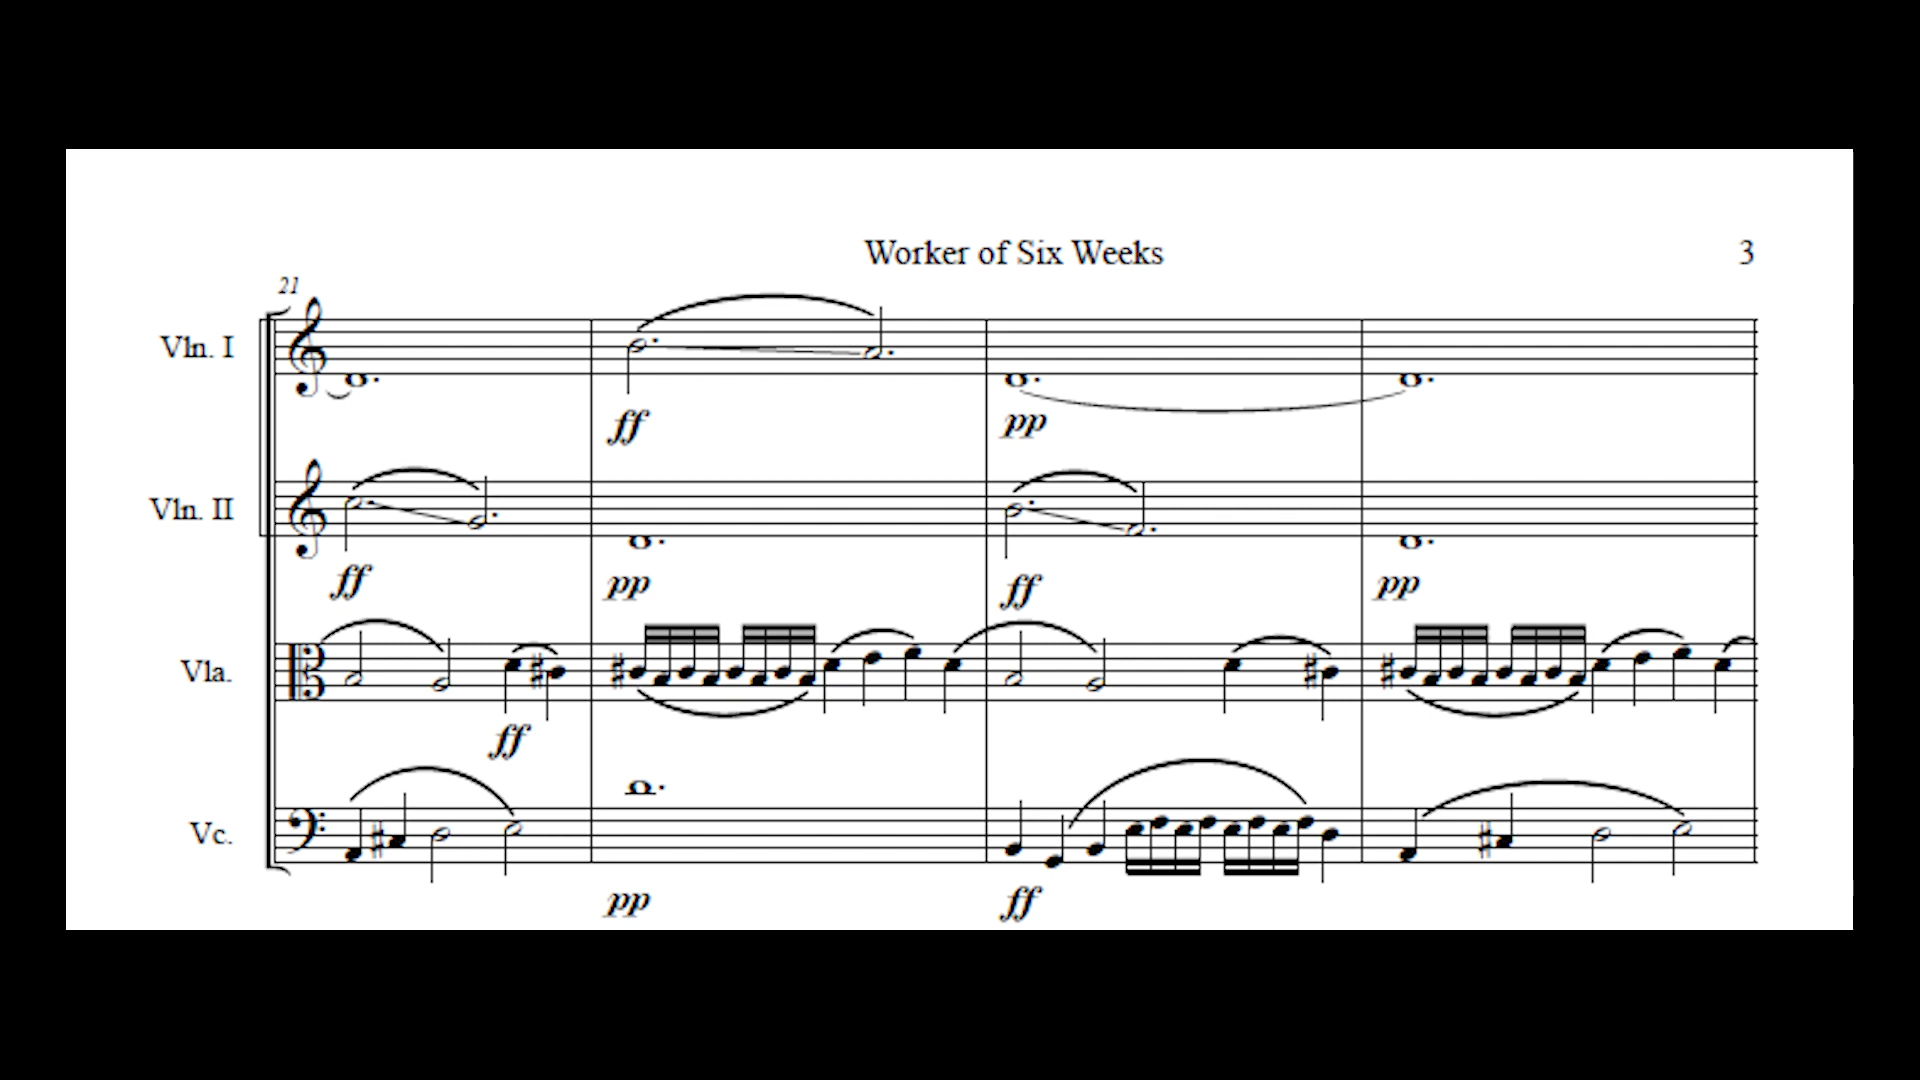 Worker of Six Weeks 3
21
Vln. I
ff pp
Vln. II
ff pp ff pp
Vla.
ff
Vc.
pp ff